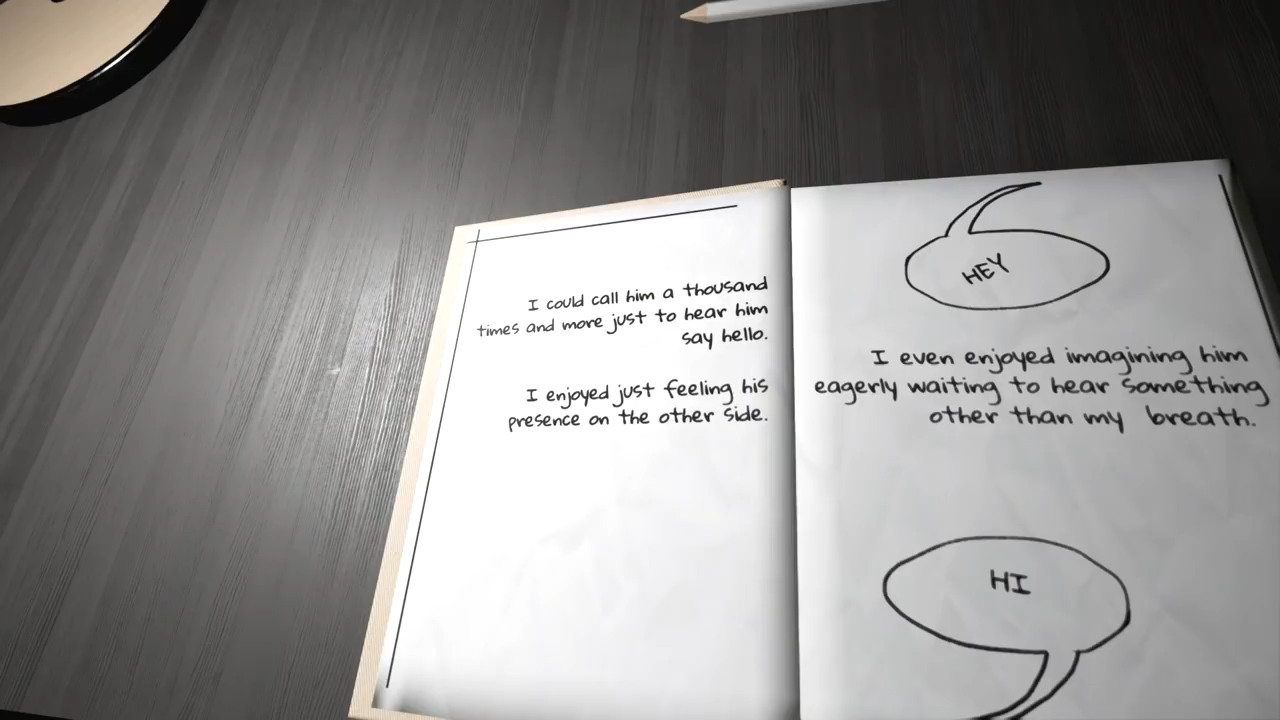 I could call him a thousand
times and more just to hear him
say hello.
I enjoyed just feeling his
presence on the other side.
HEY
I even enjoyed imagining him
eagerly waiting to hear something
other than my breath.
HI